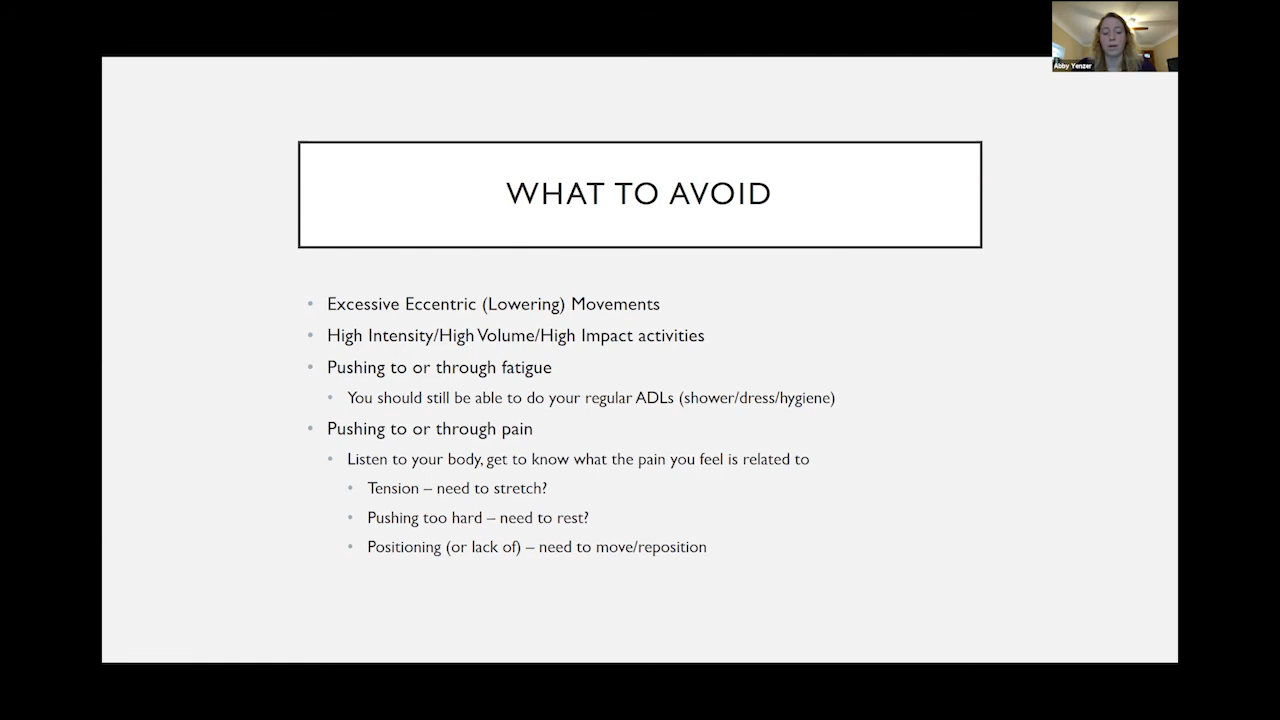 Abby Yenzer
WHAT TO AVOID
Excessive Eccentric (Lowering) Movements
High Intensity/High Volume/High Impact activities
Pushing to or through fatigue
You should still be able to do your regular ADLs (shower/dress/hygiene)
Pushing to or through pain
Listen to your body, get to know what the pain you feel is related to
Tension – need to stretch?
Pushing too hard – need to rest?
Positioning (or lack of) – need to move/reposition